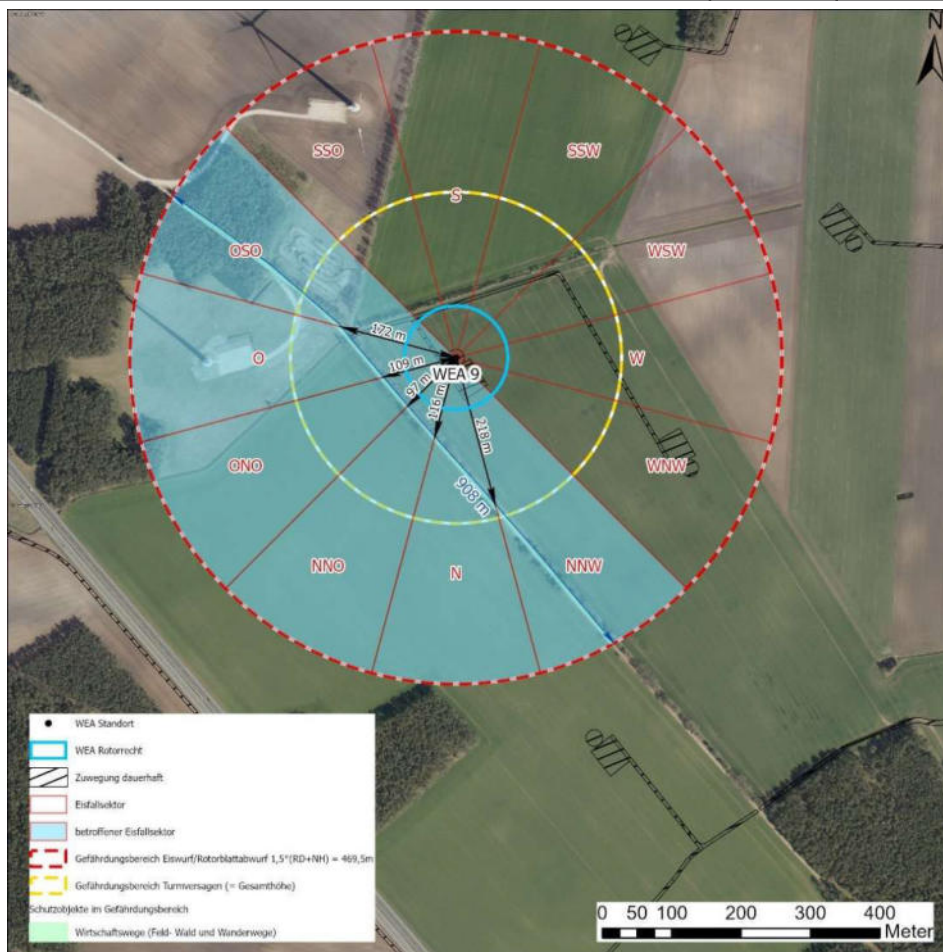 N
SSO
SSW
S
OSO
WSW
172 m
O
W
109 m
WEA 9
97 m
116 m
218 m
ONO
WNW
908 m
NNO
N
NNW
WEA Standort
WEA Rotorrecht
Zuwegung dauerhaft
Eisfallsektor
betroffener Eisfallsektor
Gefährdungsbereich Eiswurf/Rotorblattabwurf 1,5*(RD+NH) = 469,5m
Gefährdungsbereich Turmversagen (= Gesamthöhe)
Schutzobjekte im Gefährdungsbereich
Wirtschaftswege (Feld- Wald und Wanderwege)
0 50 100 200 300 400
Meter